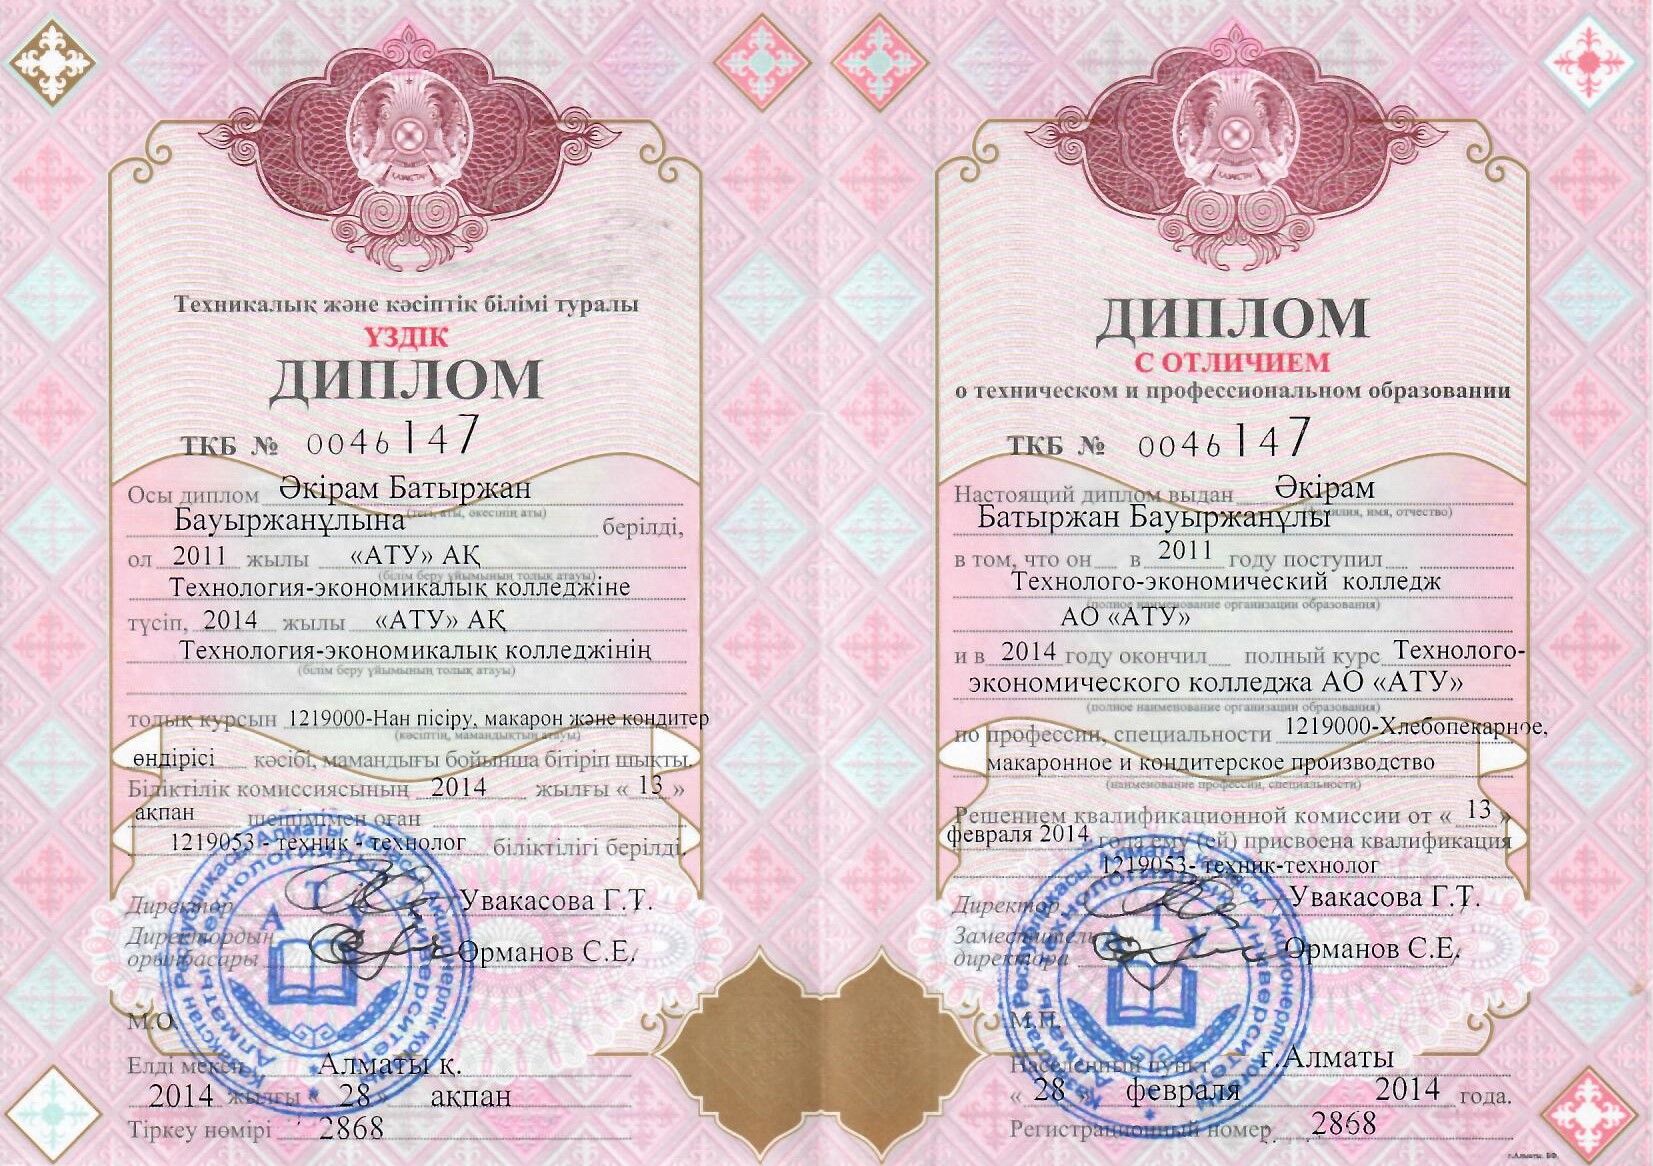 ҚАЗАҚСТАН
Техникалық және кәсіптік білімі туралы
ҮЗДІК
ДИПЛОМ
ТКБ № 0046147
Осы диплом Әкірам Батыржан
(тегі, аты, әкесінің аты)
Бауыржанұлына берілді,
ол 2011 жылы «АТУ» АҚ
(білім беру ұйымының толық атауы)
Технология-экономикалық колледжіне
түсіп, 2014 жылы «АТУ» АҚ
Технология-экономикалық колледжінің
(білім беру ұйымының толық атауы)
толық курсын 1219000-Нан пісіру, макарон және кондитер
(кәсіптің, мамандықтың атауы)
өндірісі кәсібі, мамандығы бойынша бітіріп шықты.
Біліктілік комиссиясының 2014 жылғы « 13 »
ақпан шешімімен оған
1219053 - техник - технолог біліктілігі берілді.
Директор Увакасова Г.Т.
Директордың
орынбасары Орманов С.Е.
М.О.
Елді мекен Алматы қ.
2014 жылғы « 28 » ақпан
Тіркеу нөмірі 2868
ҚАЗАҚСТАН
ДИПЛОМ
С ОТЛИЧИЕМ
о техническом и профессиональном образовании
ТКБ № 0046147
Настоящий диплом выдан Әкірам
(фамилия, имя, отчество)
Батыржан Бауыржанұлы
в том, что он в 2011 году поступил
Технолого-экономический колледж
(полное наименование организации образования)
АО «АТУ»
и в 2014 году окончил полный курс Технолого-
экономического колледжа АО «АТУ»
(полное наименование организации образования)
по профессии, специальности 1219000-Хлебопекарное,
макаронное и кондитерское производство
(наименование профессии, специальности)
Решением квалификационной комиссии от « 13 »
февраля 2014 года ему (ей) присвоена квалификация
1219053- техник-технолог
Директор Увакасова Г.Т.
Заместитель
директора Орманов С.Е.
М.П.
Населенный пункт г.Алматы
« 28 » февраля 2014 года.
Регистрационный номер 2868